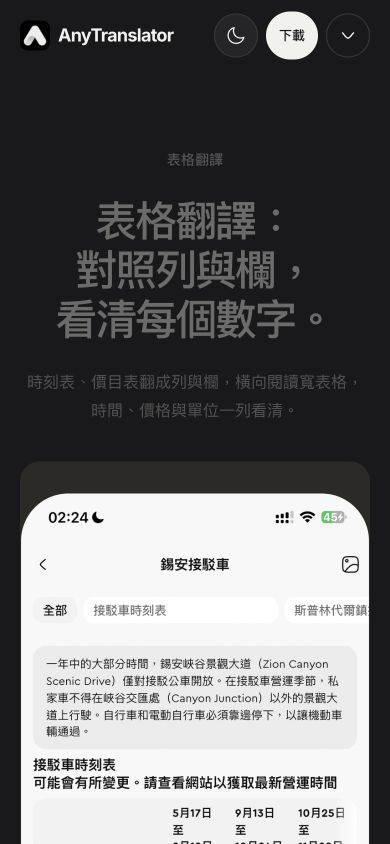 AnyTranslator
下載
表格翻譯
表格翻譯：
對照列與欄，
看清每個數字。
時刻表、價目表翻成列與欄，橫向閱讀寬表格，
時間、價格與單位一列看清。
02:24
45
錫安接駁車
全部
接駁車時刻表
斯普林代爾鎮
一年中的大部分時間，錫安峽谷景觀大道（Zion Canyon
Scenic Drive）僅對接駁公車開放。在接駁車營運季節，私
家車不得在峽谷交匯處（Canyon Junction）以外的景觀大
道上行駛。自行車和電動自行車必須靠邊停下，以讓機動車
輛通過。
接駁車時刻表
可能會有所變更。請查看網站以獲取最新營運時間
5月17日
至
9月13日
至
10月25日
至